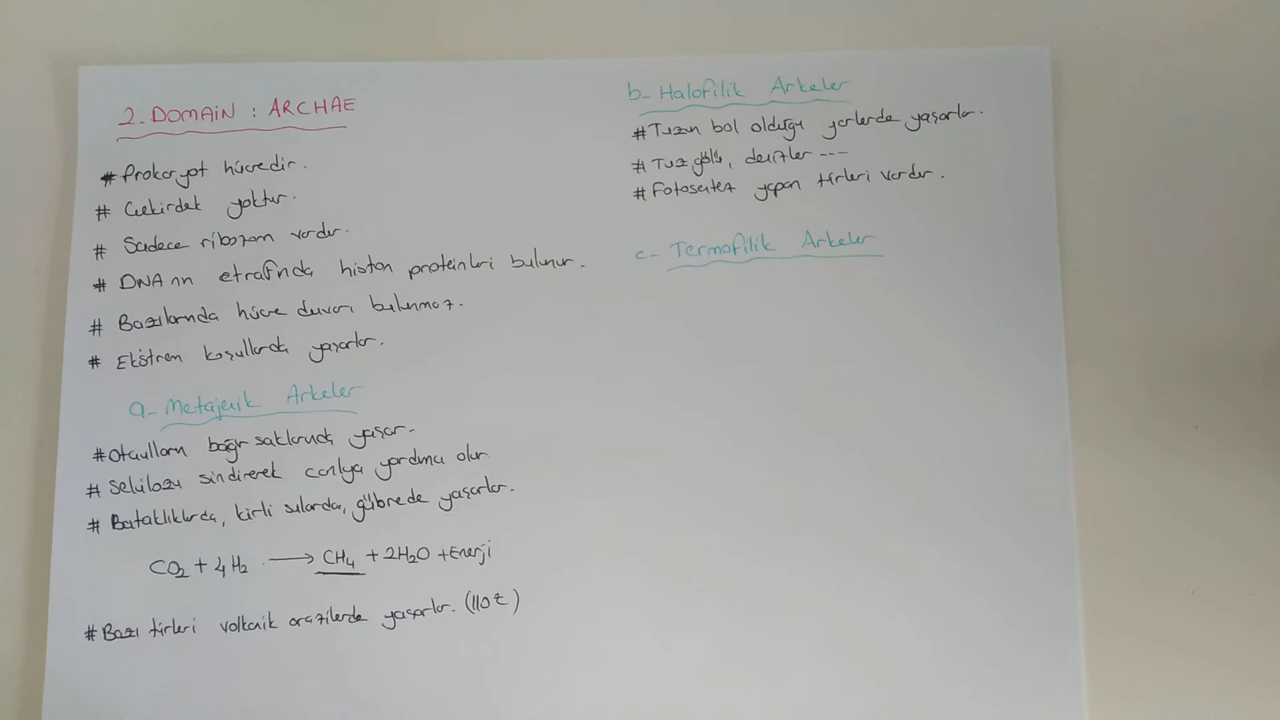 2. DOMAiN : ARCHAE
# Prokaryot hücredir.
# Çekirdek yoktur.
# Sadece ribozom vardır.
# DNA nın etrafında histon proteinleri bulunur.
# Bazılarında hücre duvarı bulunmaz.
# Ekstrem koşullarda yaşarlar.
a- Metajenik Arkeler
# Otçulların bağırsaklarında yaşar.
# Selülozu sindirerek canlıya yardımcı olur
# Bataklıklarda, kirli sularda, gübrede yaşarlar.
CO₂ + 4H₂ → CH₄ + 2H₂O + Enerji
# Bazı türleri volkanik arazilerde yaşarlar. (110 ℃)
b- Halofilik Arkeler
# Tuzun bol olduğu yerlerde yaşarlar.
# Tuz gölü, denizler ---
# Fotosentez yapan türleri vardır.
c- Termofilik Arkeler